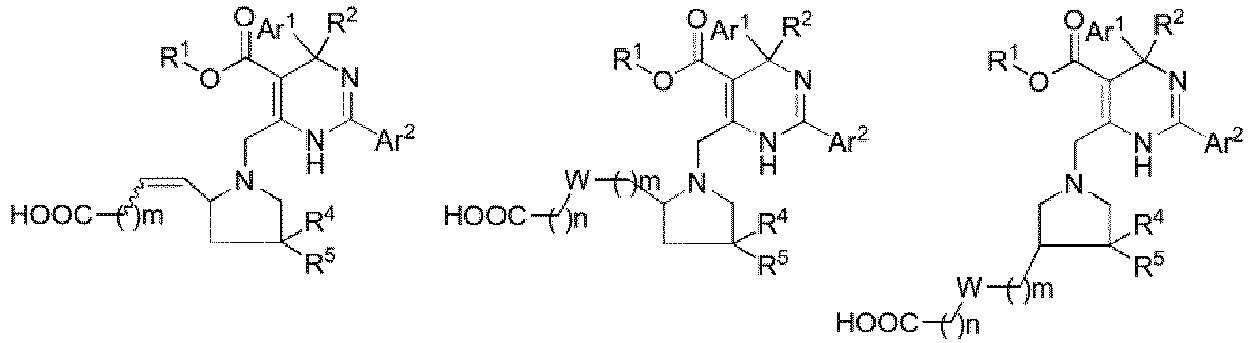 O Ar¹ R² O Ar¹ R² O Ar¹ R²
R¹ O N R¹ O N R¹ O N
N H Ar² N H Ar² N H Ar²
N W ( )m N N
HOOC ( )m R⁴ HOOC ( )n R⁴ R⁴
R⁵ R⁵ R⁵
W ( )m
HOOC ( )n